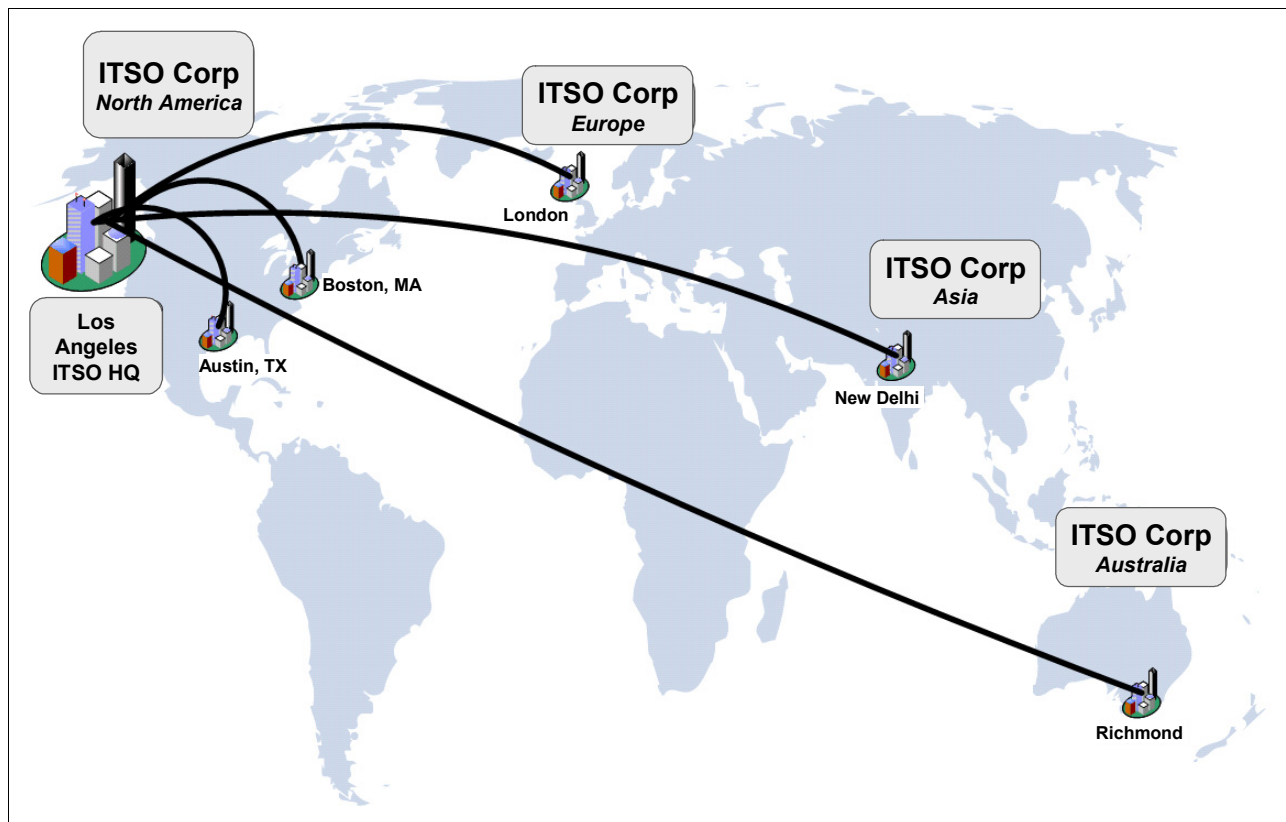 ITSO Corp
North America
ITSO Corp
Europe
London
Boston, MA
ITSO Corp
Asia
Los
Angeles
ITSO HQ
Austin, TX
New Delhi
ITSO Corp
Australia
Richmond